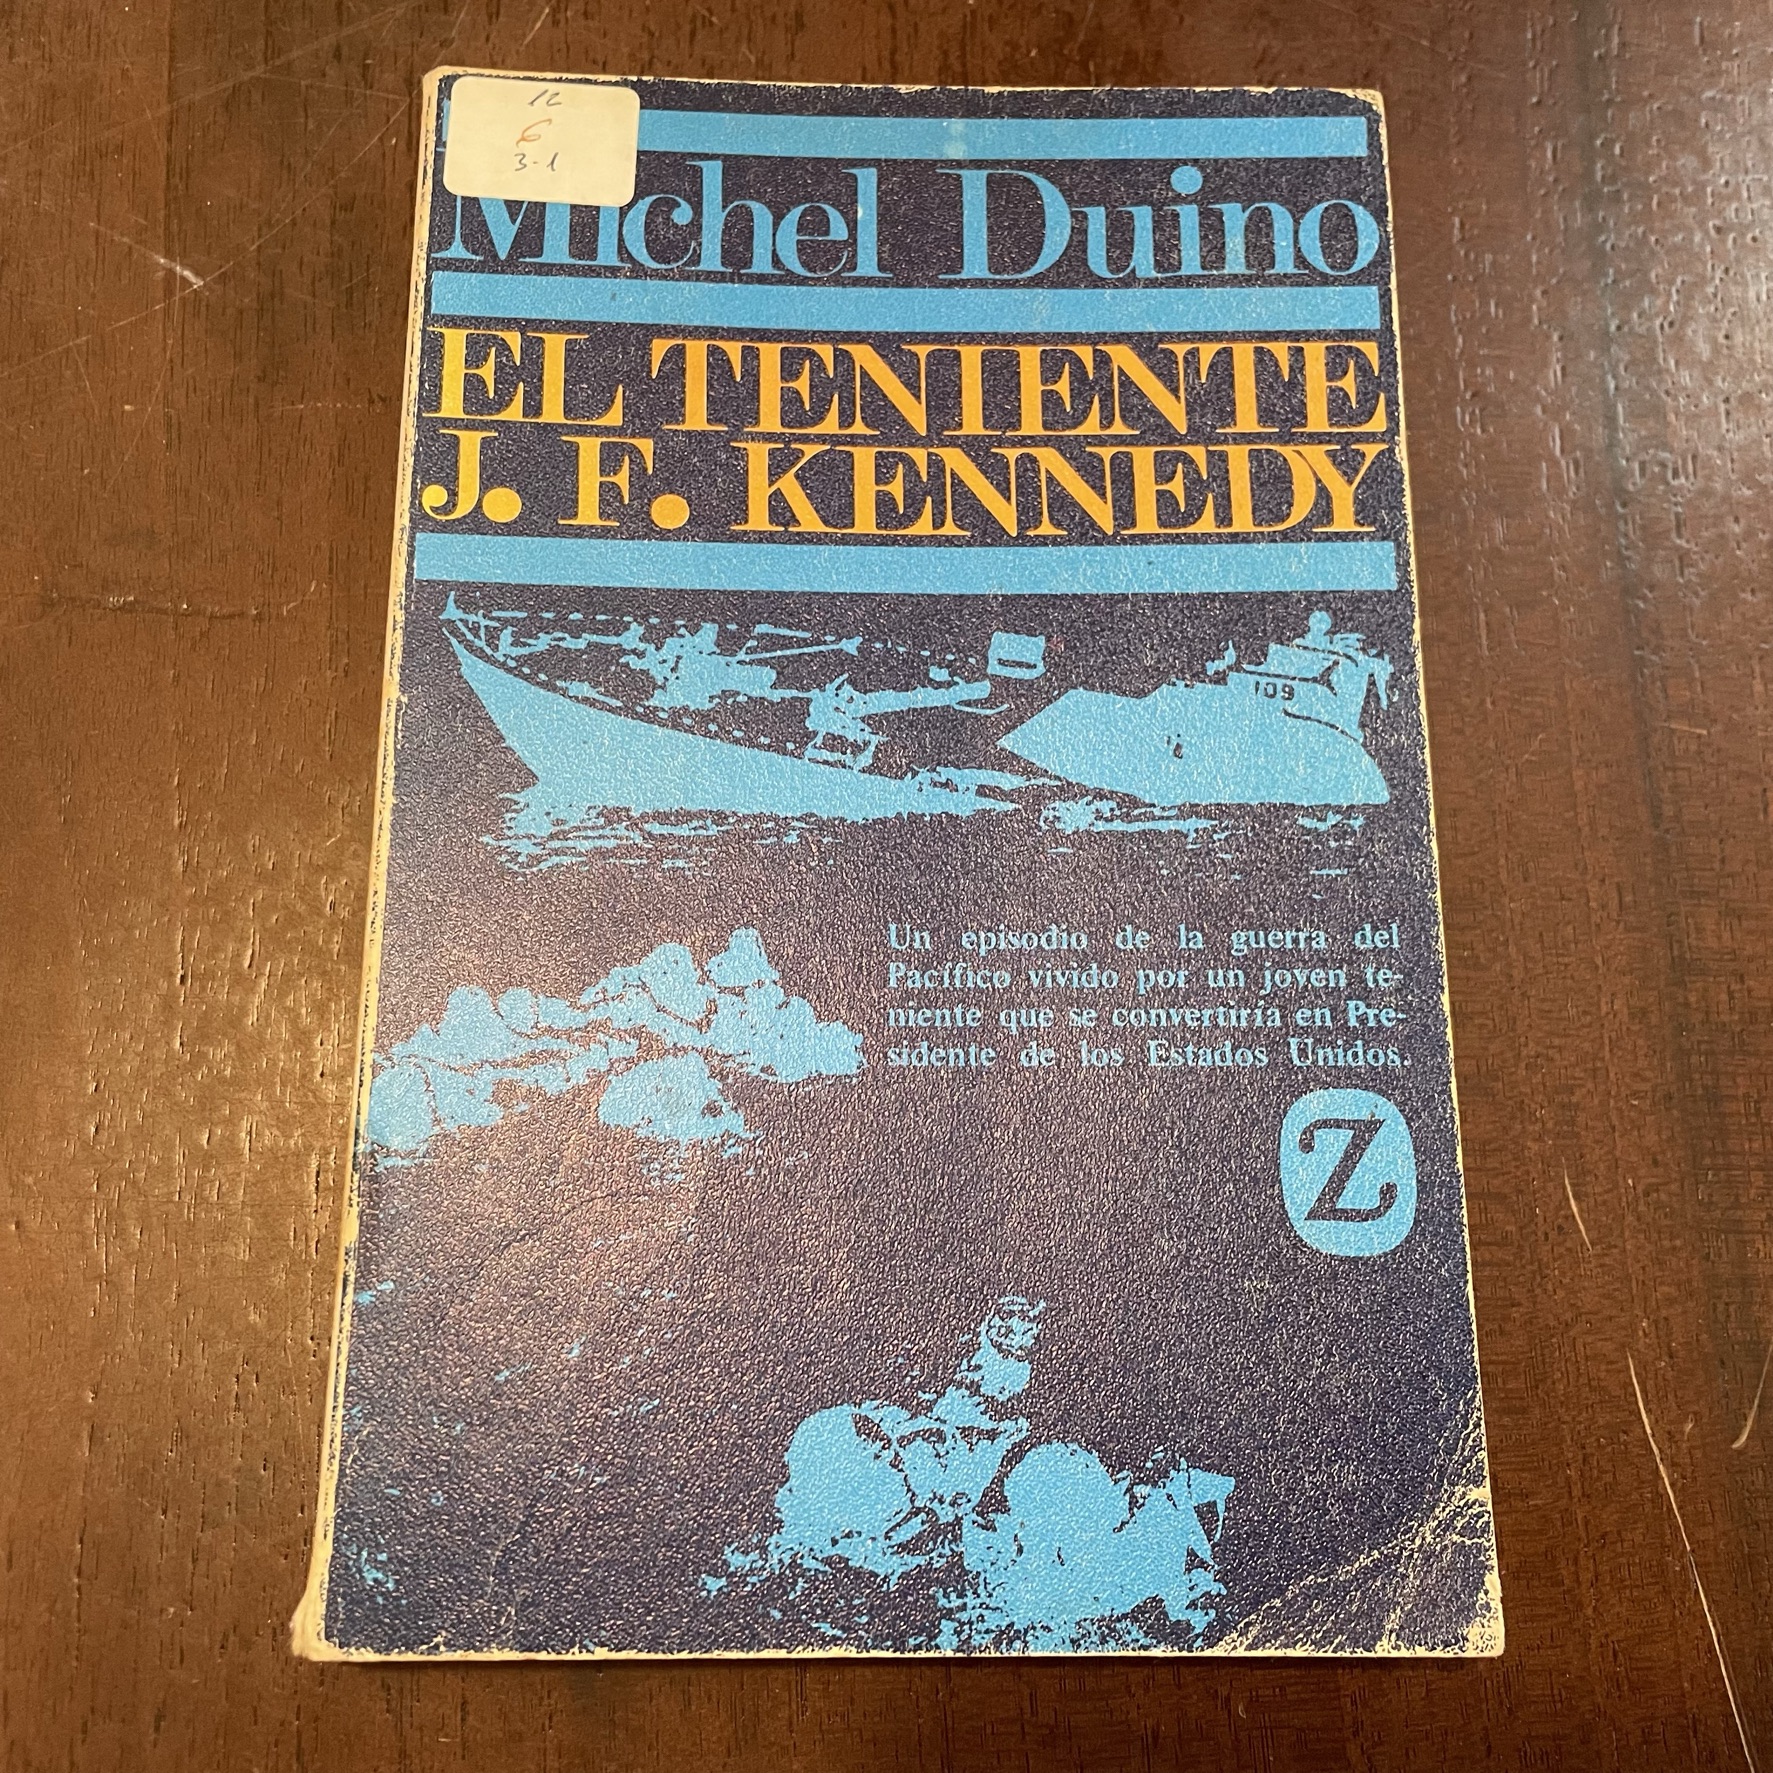 12
6
3-1
Michel Duino
EL TENIENTE
J. F. KENNEDY
109
Un episodio de la guerra del
Pacífico vivido por un joven te-
niente que se convertiría en Pre-
sidente de los Estados Unidos.
Z